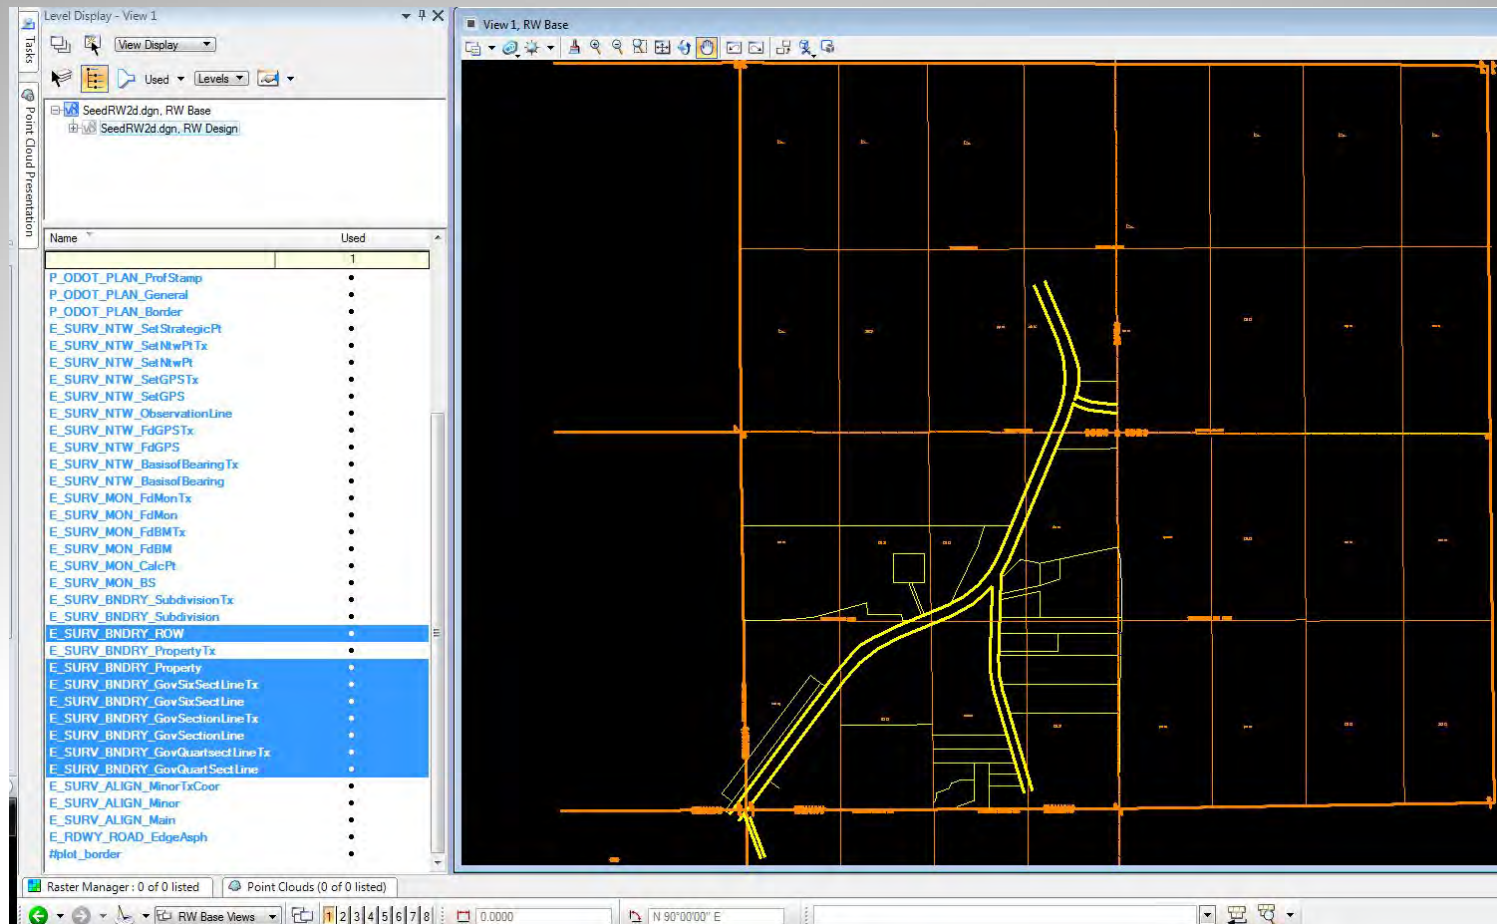 Level Display - View 1
View Display
Used
Levels
SeedRW2d.dgn, RW Base
SeedRW2d.dgn, RW Design
Tasks
Point Cloud Presentation
Name Used
1
P_ODOT_PLAN_ProfStamp
P_ODOT_PLAN_General
P_ODOT_PLAN_Border
E_SURV_NTW_SetStrategicPt
E_SURV_NTW_SetNtwPtTx
E_SURV_NTW_SetNtwPt
E_SURV_NTW_SetGPSTx
E_SURV_NTW_SetGPS
E_SURV_NTW_ObservationLine
E_SURV_NTW_FdGPSTx
E_SURV_NTW_FdGPS
E_SURV_NTW_BasisofBearingTx
E_SURV_NTW_BasisofBearing
E_SURV_MON_FdMonTx
E_SURV_MON_FdMon
E_SURV_MON_FdBMTx
E_SURV_MON_FdBM
E_SURV_MON_CalcPt
E_SURV_MON_BS
E_SURV_BNDRY_SubdivisionTx
E_SURV_BNDRY_Subdivision
E_SURV_BNDRY_ROW
E_SURV_BNDRY_PropertyTx
E_SURV_BNDRY_Property
E_SURV_BNDRY_GovSixSectLineTx
E_SURV_BNDRY_GovSixSectLine
E_SURV_BNDRY_GovSectionLineTx
E_SURV_BNDRY_GovSectionLine
E_SURV_BNDRY_GovQuartsectLineTx
E_SURV_BNDRY_GovQuartSectLine
E_SURV_ALIGN_MinorTxCoor
E_SURV_ALIGN_Minor
E_SURV_ALIGN_Main
E_RDWY_ROAD_EdgeAsph
#plot_border
View 1, RW Base
Raster Manager : 0 of 0 listed
Point Clouds (0 of 0 listed)
RW Base Views
1 2 3 4 5 6 7 8
0.0000
N 90°00'00" E